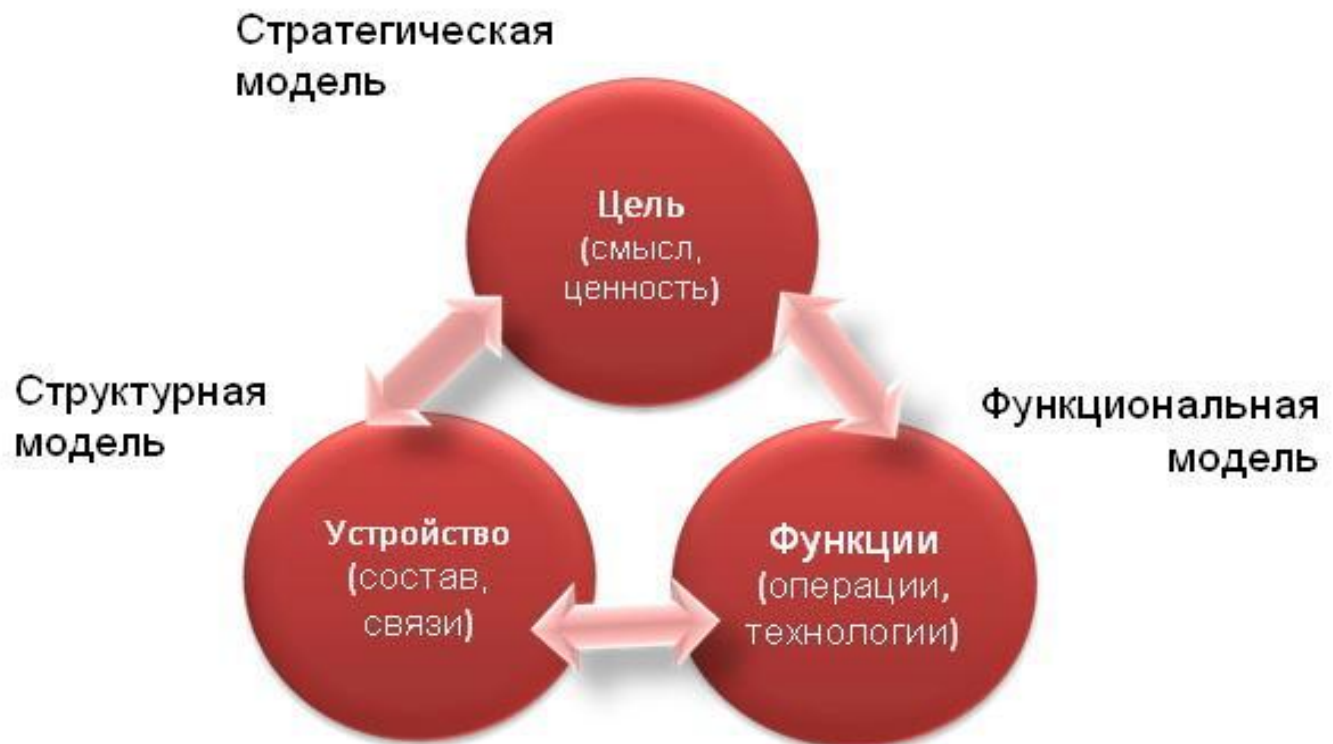 Стратегическая
модель
Цель
(смысл,
ценность)
Структурная
модель
Функциональная
модель
Устройство
(состав,
связи)
Функции
(операции,
технологии)